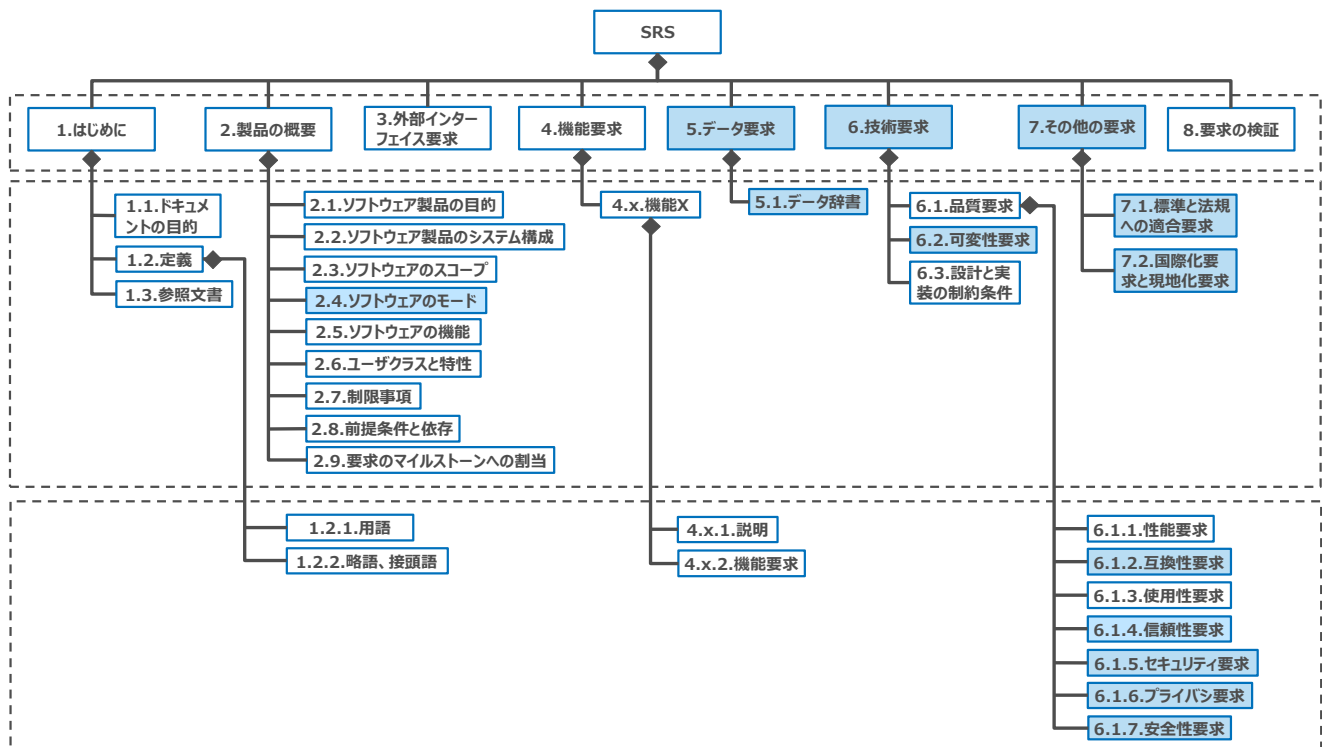 SRS
1.はじめに
2.製品の概要
3.外部インター
フェイス要求
4.機能要求
5.データ要求
6.技術要求
7.その他の要求
8.要求の検証
1.1.ドキュメ
ントの目的
1.2.定義
1.3.参照文書
2.1.ソフトウェア製品の目的
2.2.ソフトウェア製品のシステム構成
2.3.ソフトウェアのスコープ
2.4.ソフトウェアのモード
2.5.ソフトウェアの機能
2.6.ユーザクラスと特性
2.7.制限事項
2.8.前提条件と依存
2.9.要求のマイルストーンへの割当
4.x.機能X
5.1.データ辞書
6.1.品質要求
6.2.可変性要求
6.3.設計と実
装の制約条件
7.1.標準と法規
への適合要求
7.2.国際化要
求と現地化要求
1.2.1.用語
1.2.2.略語、接頭語
4.x.1.説明
4.x.2.機能要求
6.1.1.性能要求
6.1.2.互換性要求
6.1.3.使用性要求
6.1.4.信頼性要求
6.1.5.セキュリティ要求
6.1.6.プライバシ要求
6.1.7.安全性要求